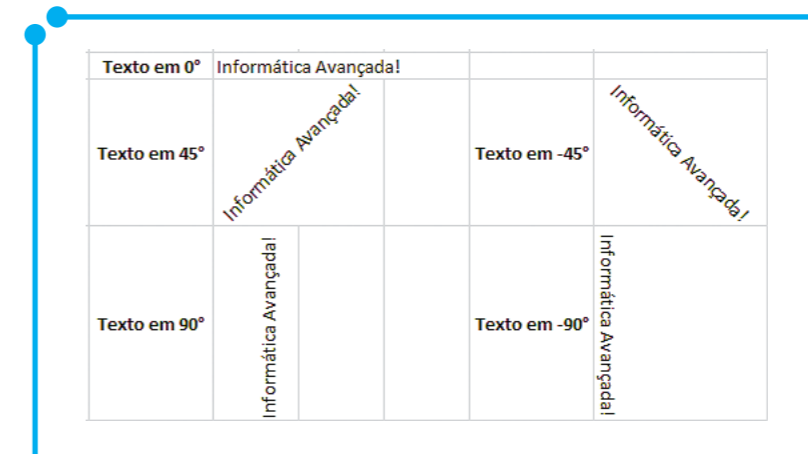 Texto em 0° Informática Avançada!
Texto em 45° Informática Avançada! Texto em -45° Informática Avançada!
Texto em 90° Informática Avançada! Texto em -90° Informática Avançada!